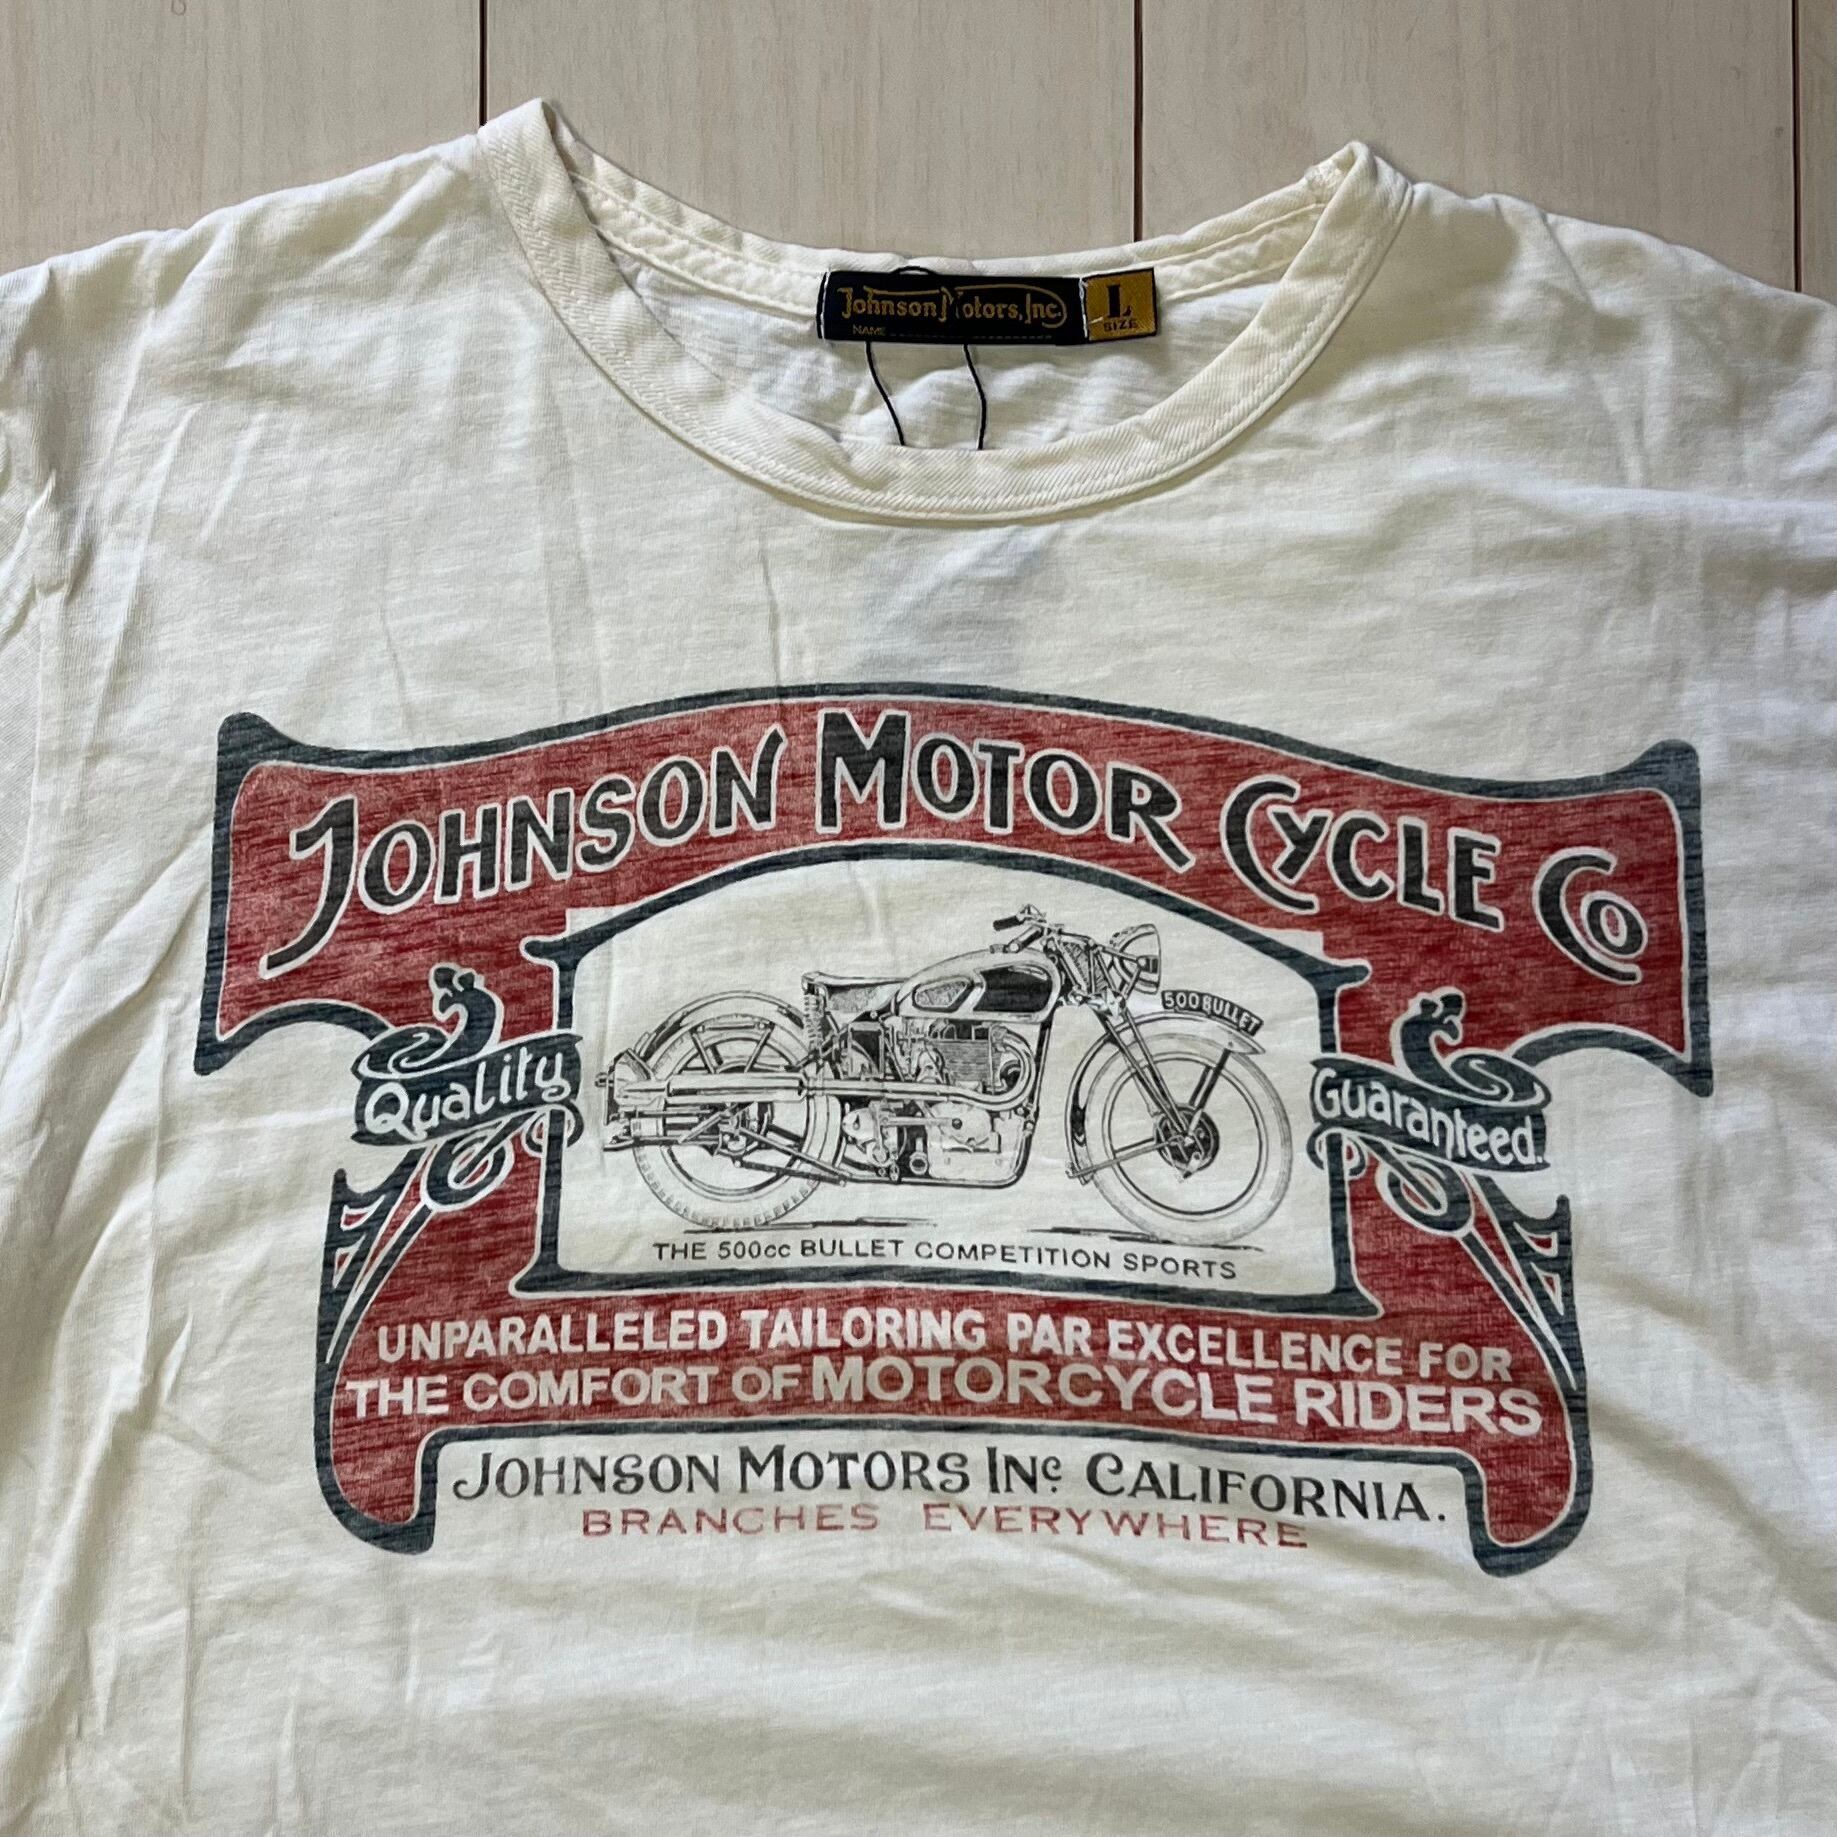 Johnson Motors, Inc.
NAME
L
SIZE
JOHNSON MOTOR CYCLE CO
500 BULLET
Quality
Guaranteed.
THE 500cc BULLET COMPETITION SPORTS
UNPARALLELED TAILORING PAR EXCELLENCE FOR
THE COMFORT OF MOTORCYCLE RIDERS
JOHNSON MOTORS INC CALIFORNIA.
BRANCHES EVERYWHERE